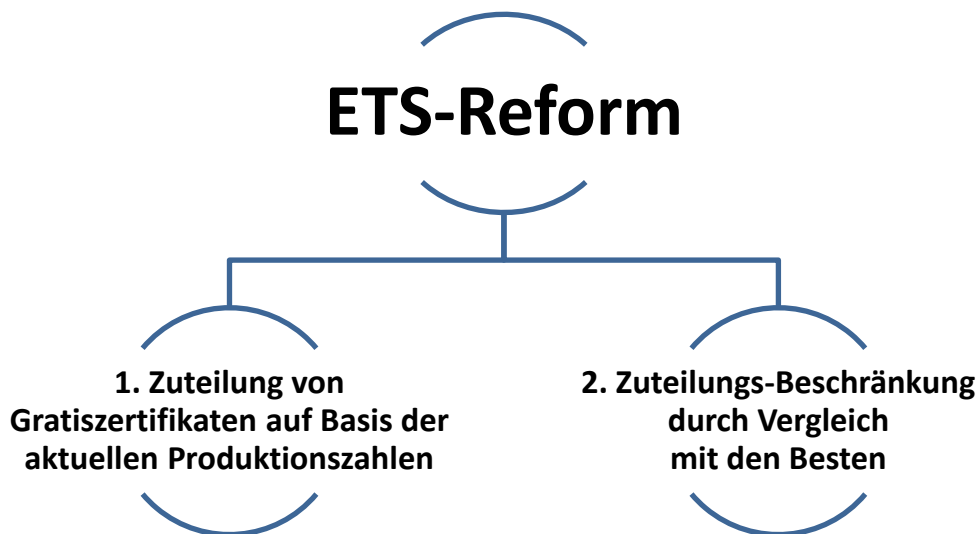 ETS-Reform
1. Zuteilung von
Gratiszertifikaten auf Basis der
aktuellen Produktionszahlen
2. Zuteilungs-Beschränkung
durch Vergleich
mit den Besten